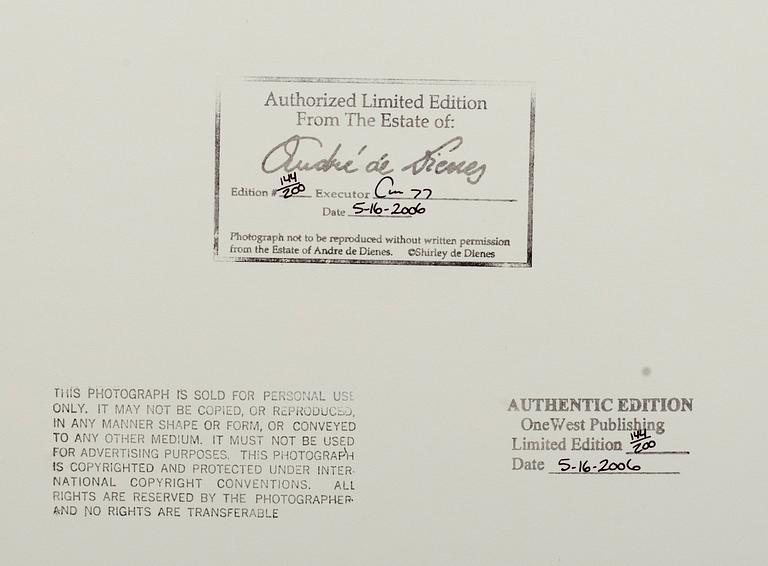 Authorized Limited Edition
From The Estate of:
André de Dienes
Edition # 144/200 Executor
Date 5-16-2006
Photograph not to be reproduced without written permission
from the Estate of Andre de Dienes. ©Shirley de Dienes
THIS PHOTOGRAPH IS SOLD FOR PERSONAL USE
ONLY. IT MAY NOT BE COPIED, OR REPRODUCED,
IN ANY MANNER SHAPE OR FORM, OR CONVEYED
TO ANY OTHER MEDIUM. IT MUST NOT BE USED
FOR ADVERTISING PURPOSES. THIS PHOTOGRAPH
IS COPYRIGHTED AND PROTECTED UNDER INTER-
NATIONAL COPYRIGHT CONVENTIONS. ALL
RIGHTS ARE RESERVED BY THE PHOTOGRAPHER
AND NO RIGHTS ARE TRANSFERABLE
AUTHENTIC EDITION
OneWest Publishing
Limited Edition 144/200
Date 5-16-2006